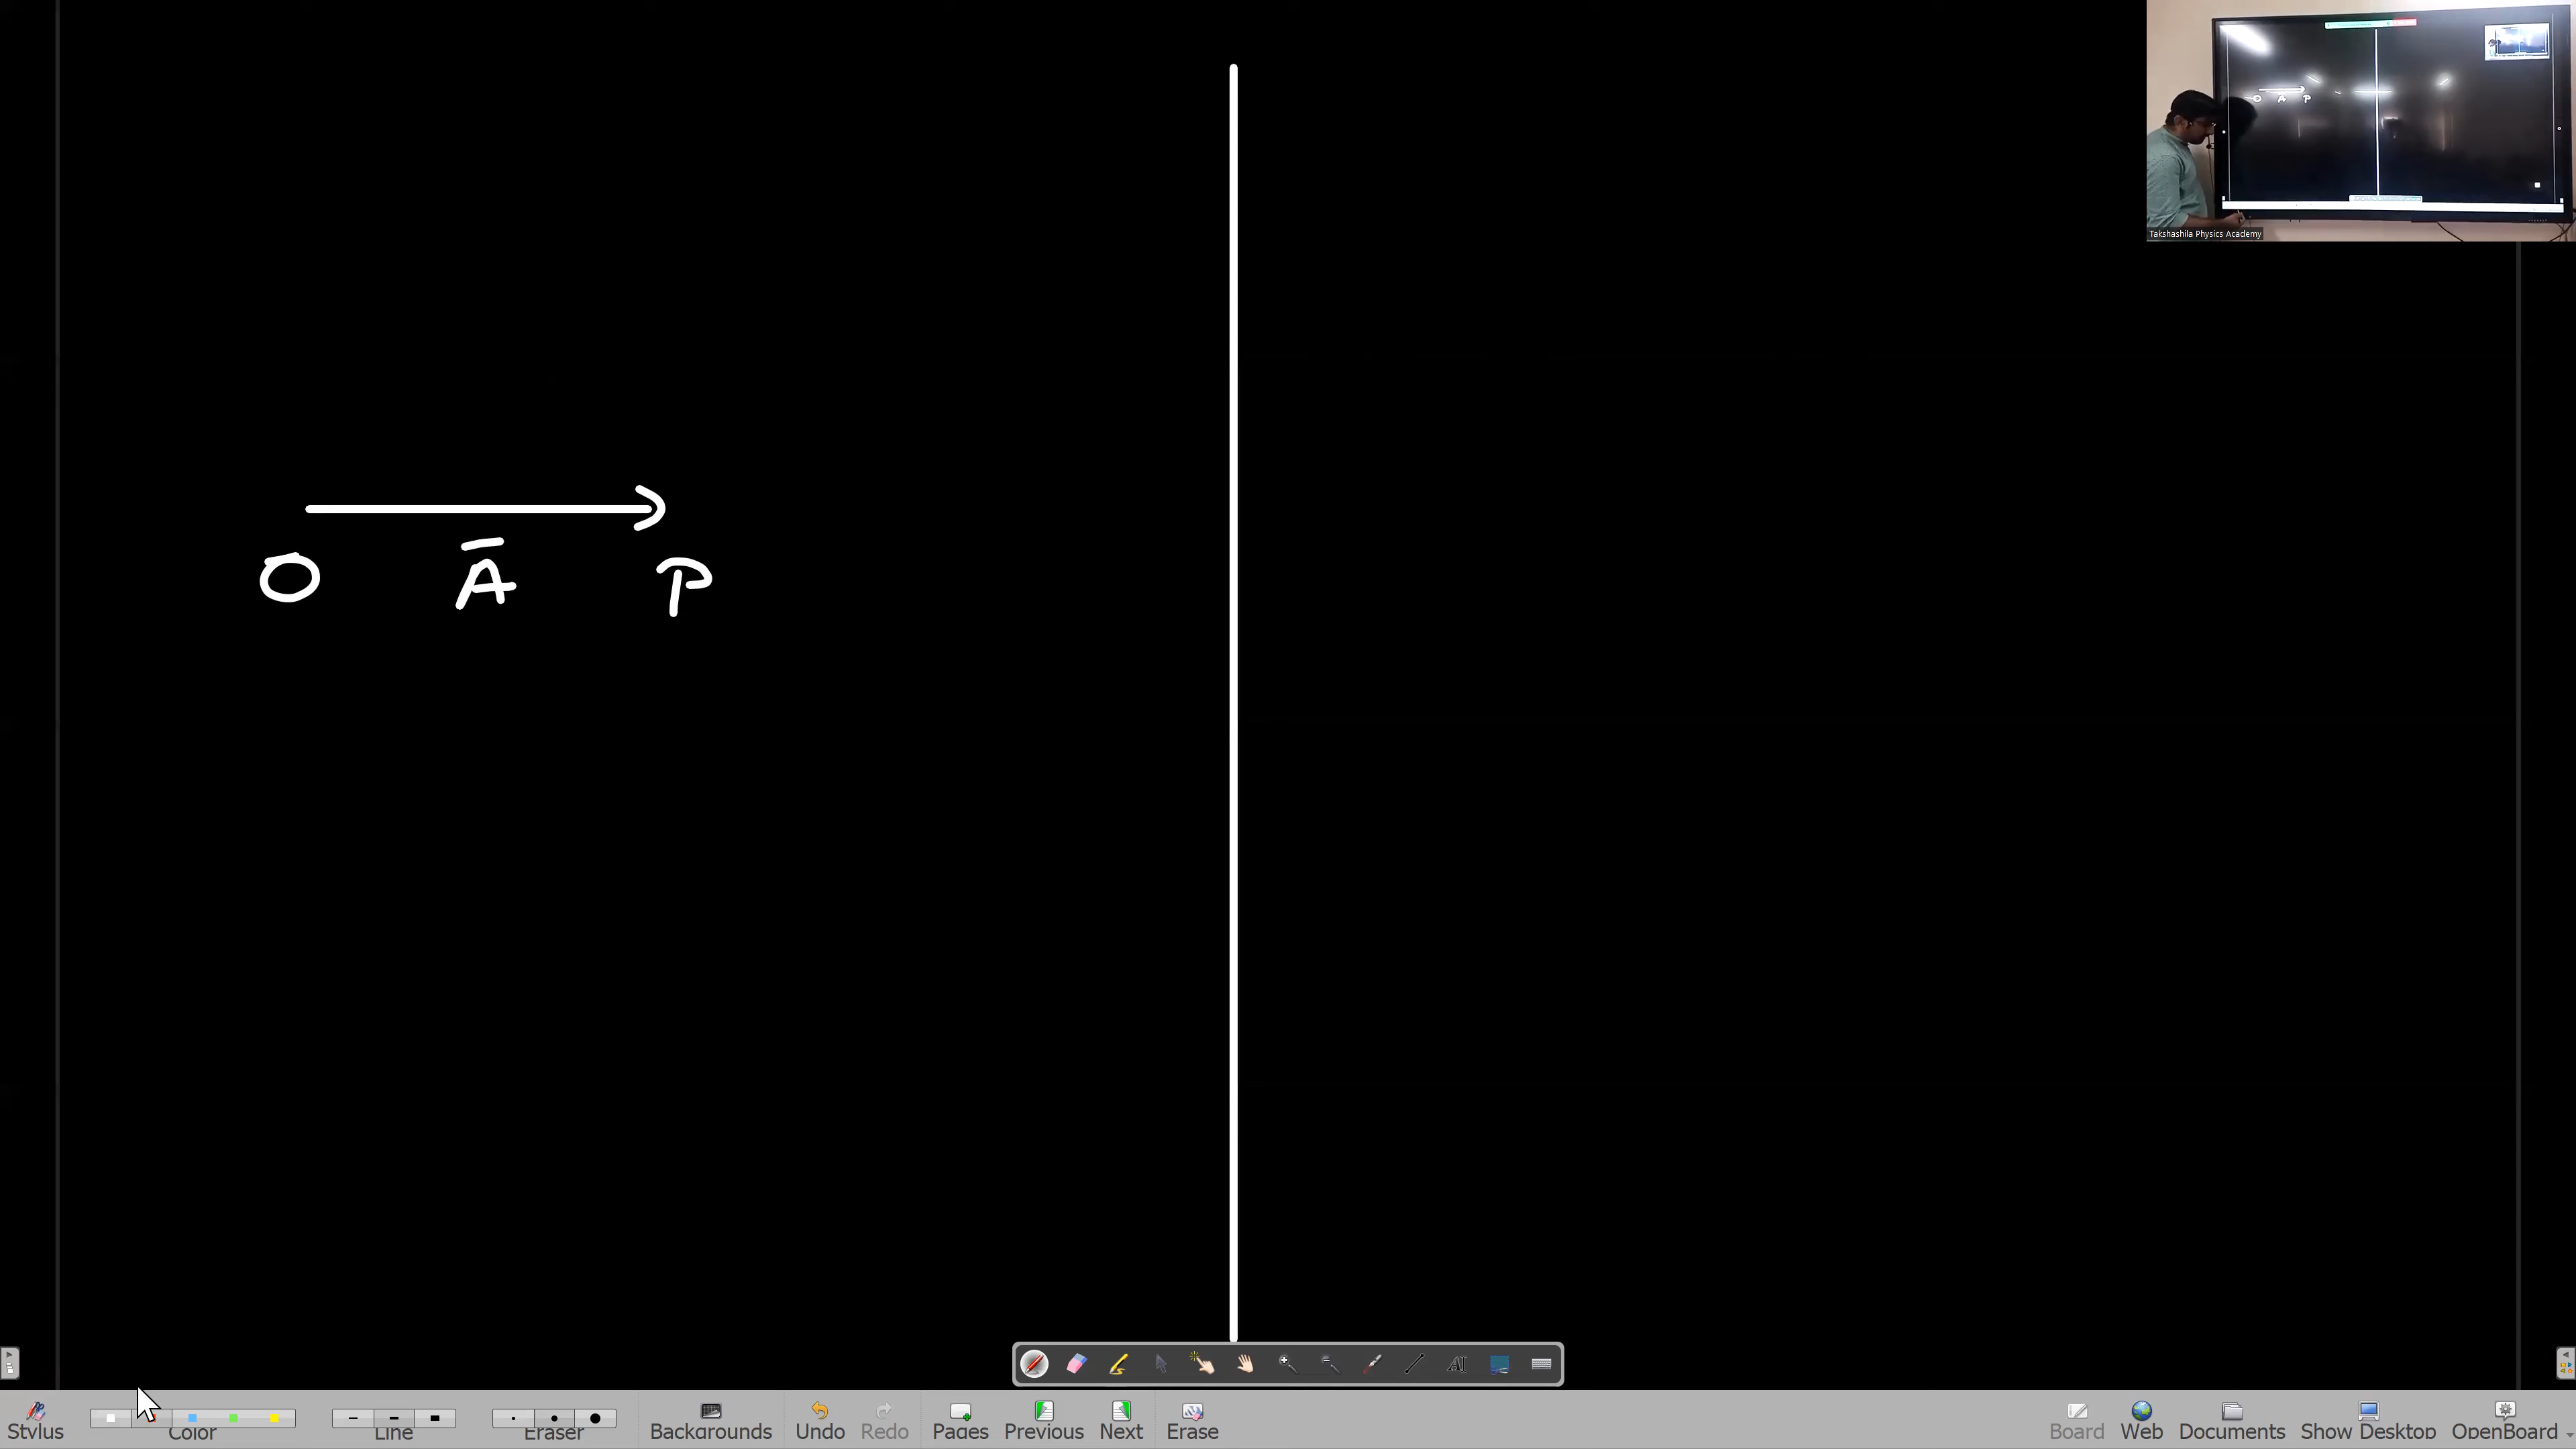 Takshashila Physics Academy
O Ā P
Stylus Color Line Eraser Backgrounds Undo Redo Pages Previous Next Erase Board Web Documents Show Desktop OpenBoard